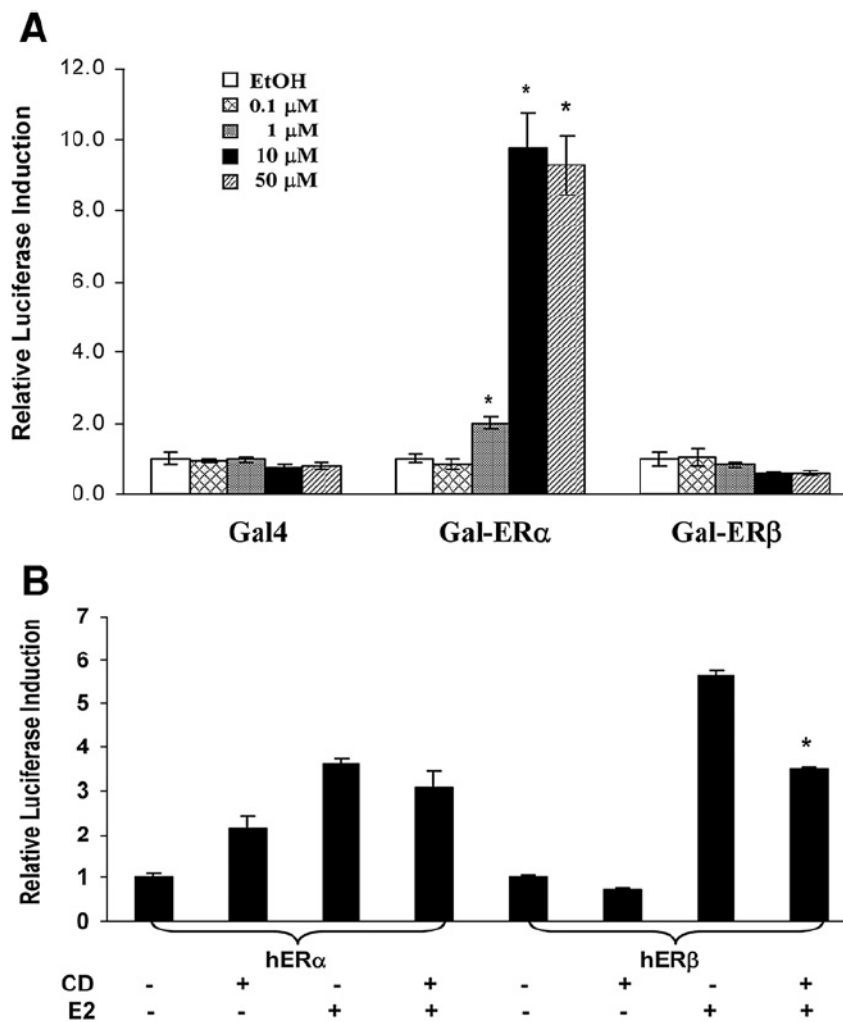 A
Relative Luciferase Induction
12.0
10.0
8.0
6.0
4.0
2.0
0.0
EtOH
0.1 μM
1 μM
10 μM
50 μM
*
*
*
Gal4 Gal-ERα Gal-ERβ
B
Relative Luciferase Induction
7
6
5
4
3
2
1
0
*
hERα hERβ
CD - + - + - + - +
E2 - - + + - - + +